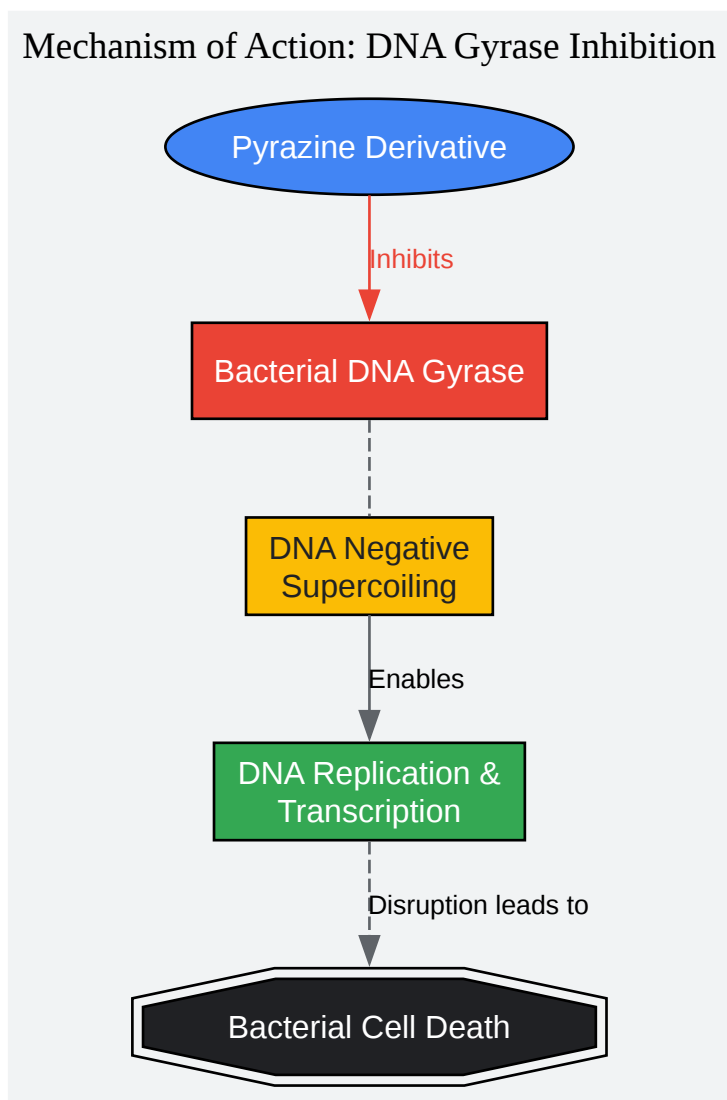 Mechanism of Action: DNA Gyrase Inhibition
Pyrazine Derivative
Inhibits
Bacterial DNA Gyrase
DNA Negative
Supercoiling
Enables
DNA Replication &
Transcription
Disruption leads to
Bacterial Cell Death